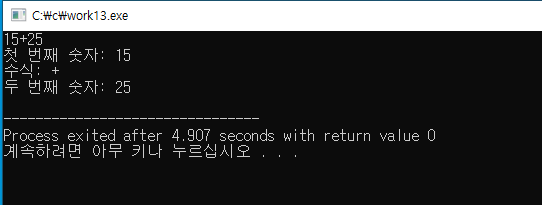 C:₩c₩work13.exe
15+25
첫 번째 숫자: 15
수식: +
두 번째 숫자: 25
--------------------------------
Process exited after 4.907 seconds with return value 0
계속하려면 아무 키나 누르십시오 . . .